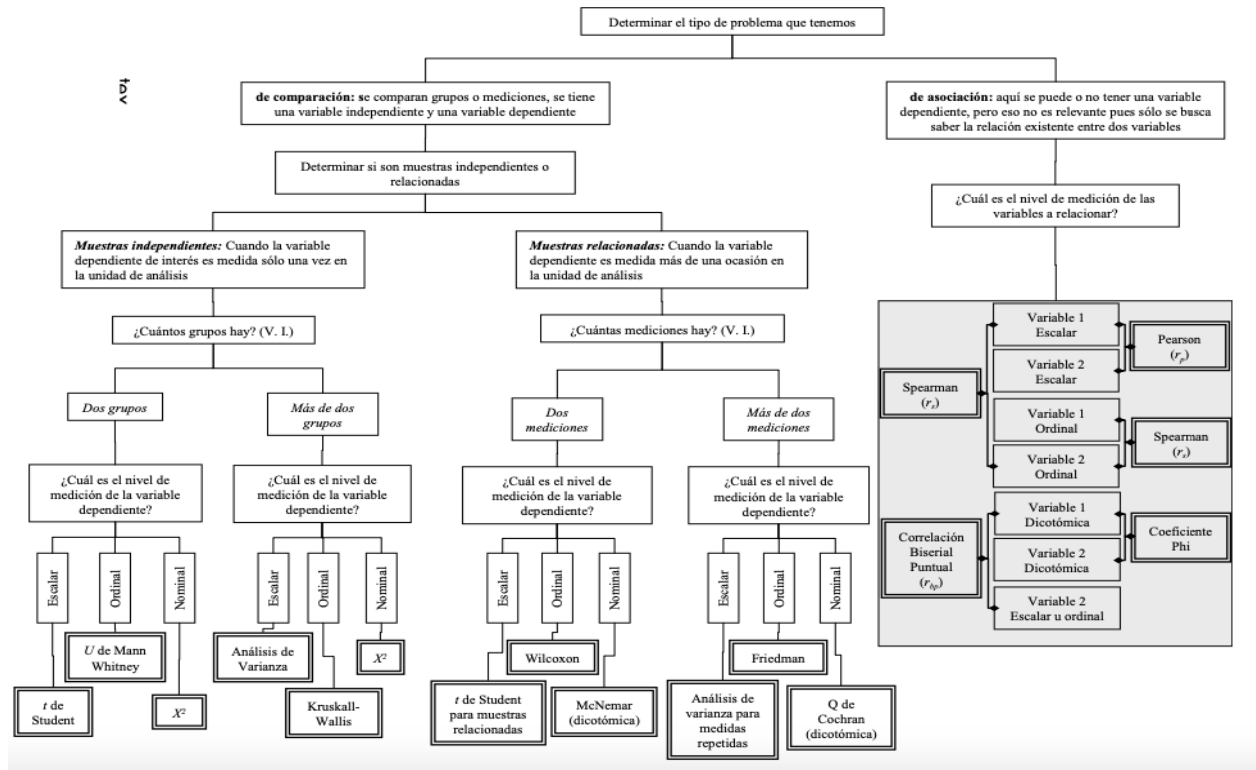 Determinar el tipo de problema que tenemos
tav
de comparación: se comparan grupos o mediciones, se tiene
una variable independiente y una variable dependiente
de asociación: aquí se puede o no tener una variable
dependiente, pero eso no es relevante pues sólo se busca
saber la relación existente entre dos variables
Determinar si son muestras independientes o
relacionadas
¿Cuál es el nivel de medición de las
variables a relacionar?
Muestras independientes: Cuando la variable
dependiente de interés es medida sólo una vez en
la unidad de análisis
Muestras relacionadas: Cuando la variable
dependiente es medida más de una ocasión en
la unidad de análisis
¿Cuántos grupos hay? (V. I.)
¿Cuántas mediciones hay? (V. I.)
Dos grupos
Más de dos
grupos
Dos
mediciones
Más de dos
mediciones
¿Cuál es el nivel de
medición de la variable
dependiente?
¿Cuál es el nivel de
medición de la variable
dependiente?
¿Cuál es el nivel de
medición de la variable
dependiente?
¿Cuál es el nivel de
medición de la variable
dependiente?
Escalar
Ordinal
Nominal
Escalar
Ordinal
Nominal
Escalar
Ordinal
Nominal
Escalar
Ordinal
Nominal
t de
Student
U de Mann
Whitney
X²
Análisis de
Varianza
Kruskall-
Wallis
X²
t de Student
para muestras
relacionadas
Wilcoxon
McNemar
(dicotómica)
Análisis de
varianza para
medidas
repetidas
Friedman
Q de
Cochran
(dicotómica)
Variable 1
Escalar
Variable 2
Escalar
Pearson
(rp)
Spearman
(rs)
Variable 1
Ordinal
Variable 2
Ordinal
Spearman
(rs)
Variable 1
Dicotómica
Variable 2
Dicotómica
Coeficiente
Phi
Correlación
Biserial
Puntual
(rbp)
Variable 2
Escalar u ordinal